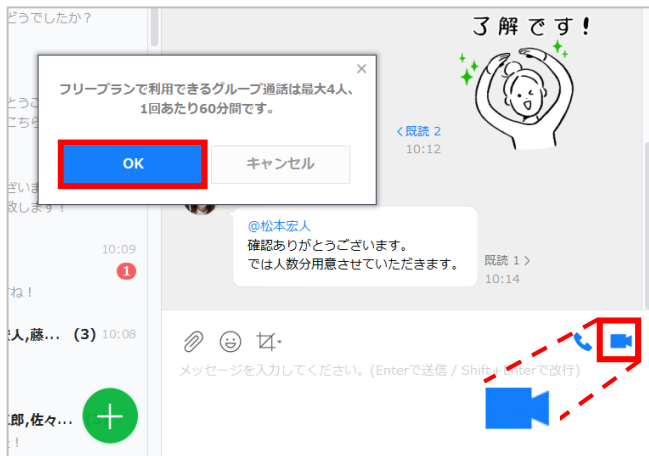 どうでしたか？
了解です！
フリープランで利用できるグループ通話は最大4人、
1回あたり60分間です。
OK
キャンセル
とうご
こちら
<既読 2
10:12
ざいま
致します！
@松本宏人
確認ありがとうございます。
では人数分用意させていただきます。
既読 1>
10:14
10:09
1
ね！
人,藤... (3) 10:08
メッセージを入力してください。(Enterで送信 / Shift+Enterで改行)
郎,佐々...
！